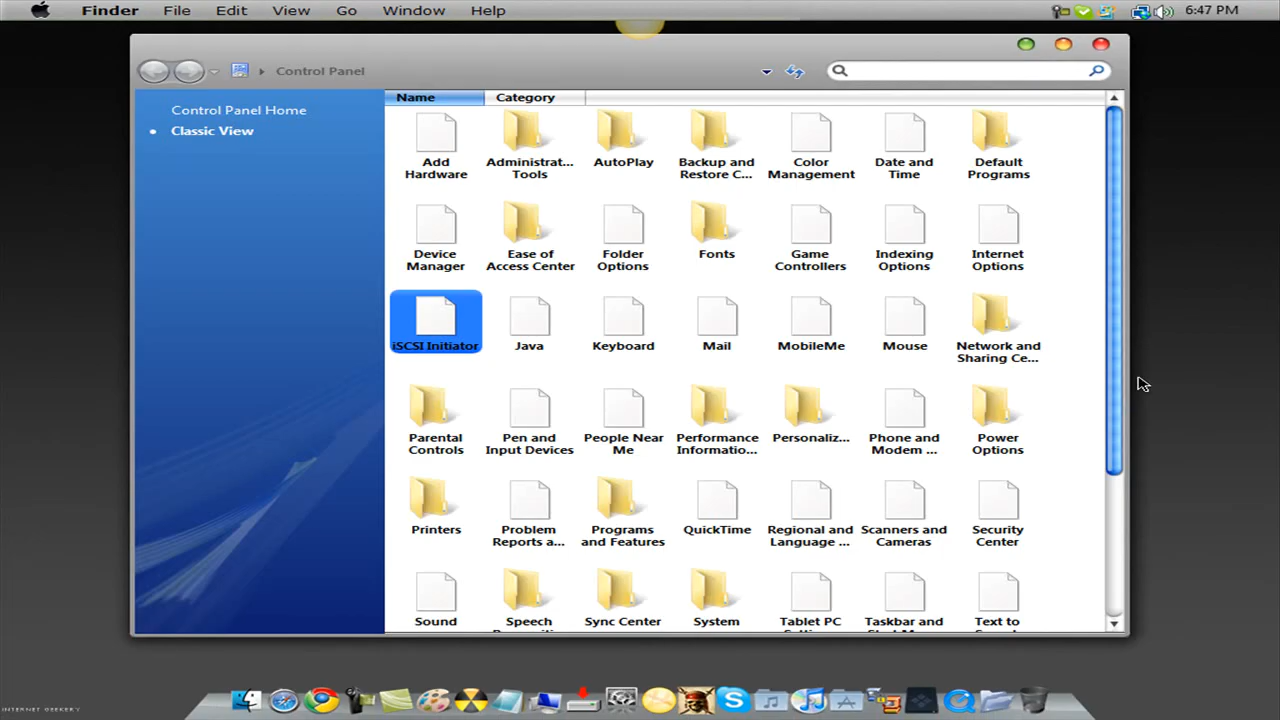 Finder File Edit View Go Window Help 6:47 PM
Control Panel
Control Panel Home
Classic View
Name Category
Add Hardware
Administrat... Tools
AutoPlay
Backup and Restore C...
Color Management
Date and Time
Default Programs
Device Manager
Ease of Access Center
Folder Options
Fonts
Game Controllers
Indexing Options
Internet Options
iSCSI Initiator
Java
Keyboard
Mail
MobileMe
Mouse
Network and Sharing Ce...
Parental Controls
Pen and Input Devices
People Near Me
Performance Informatio...
Personaliz...
Phone and Modem ...
Power Options
Printers
Problem Reports a...
Programs and Features
QuickTime
Regional and Language ...
Scanners and Cameras
Security Center
Sound
Speech
Sync Center
System
Tablet PC
Taskbar and
Text to
INTERNET GEEKERY